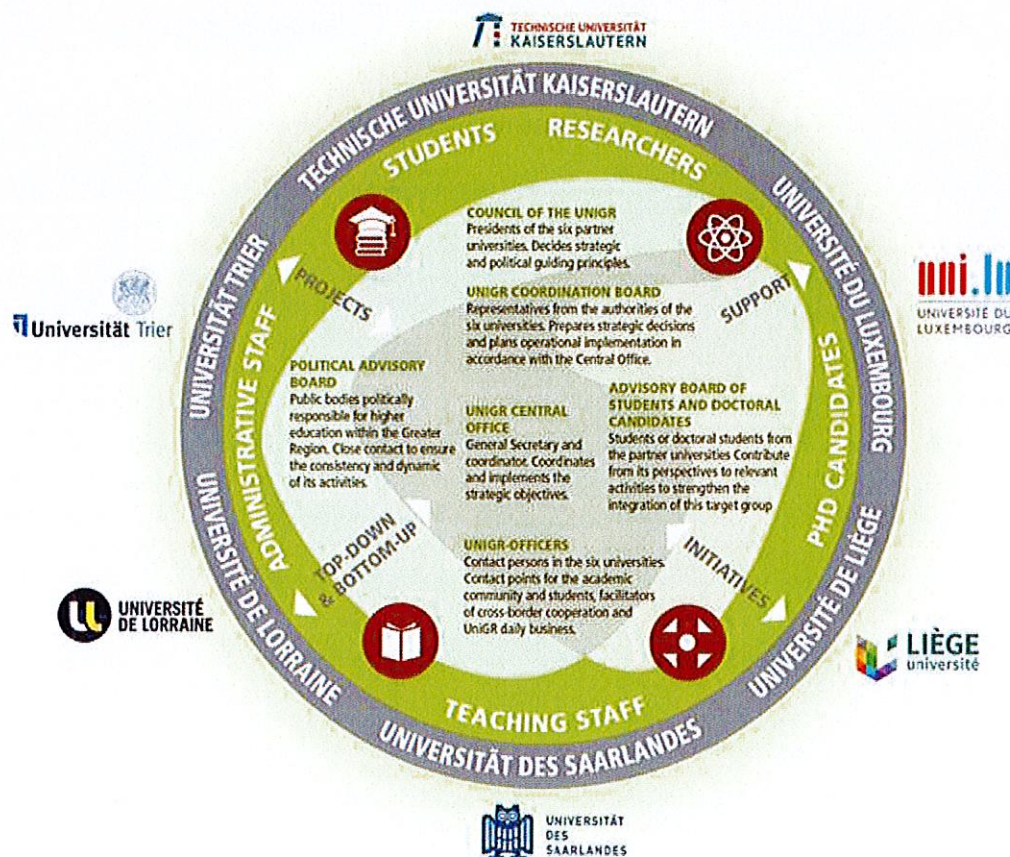 TECHNISCHE UNIVERSITÄT
KAISERSLAUTERN
TECHNISCHE UNIVERSITÄT KAISERSLAUTERN
STUDENTS
RESEARCHERS
UNIVERSITÄT TRIER
UNIVERSITÉ DU LUXEMBOURG
COUNCIL OF THE UNIGR
Presidents of the six partner
universities. Decides strategic
and political guiding principles.
PROJECTS
SUPPORT
UNIGR COORDINATION BOARD
Representatives from the authorities of the
six universities. Prepares strategic decisions
and plans operational implementation in
accordance with the Central Office.
Universität Trier
uni.lu
UNIVERSITÉ DU
LUXEMBOURG
ADMINISTRATIVE STAFF
PHD CANDIDATES
POLITICAL ADVISORY
BOARD
Public bodies politically
responsible for higher
education within the Greater
Region. Close contact to ensure
the consistency and dynamic
of its activities.
UNIGR CENTRAL
OFFICE
General Secretary and
coordinator. Coordinates
and implements the
strategic objectives.
ADVISORY BOARD OF
STUDENTS AND DOCTORAL
CANDIDATES
Students or doctoral students from
the partner universities Contribute
from its perspectives to relevant
activities to strengthen the
integration of this target group
TOP-DOWN
& BOTTOM-UP
INITIATIVES
UNIGR-OFFICERS
Contact persons in the six universities.
Contact points for the academic
community and students, facilitators
of cross-border cooperation and
UniGR daily business.
UNIVERSITÉ DE LORRAINE
UNIVERSITÉ DE LIÈGE
UNIVERSITÉ
DE LORRAINE
LIÈGE
université
TEACHING STAFF
UNIVERSITÄT DES SAARLANDES
UNIVERSITÄT
DES
SAARLANDES